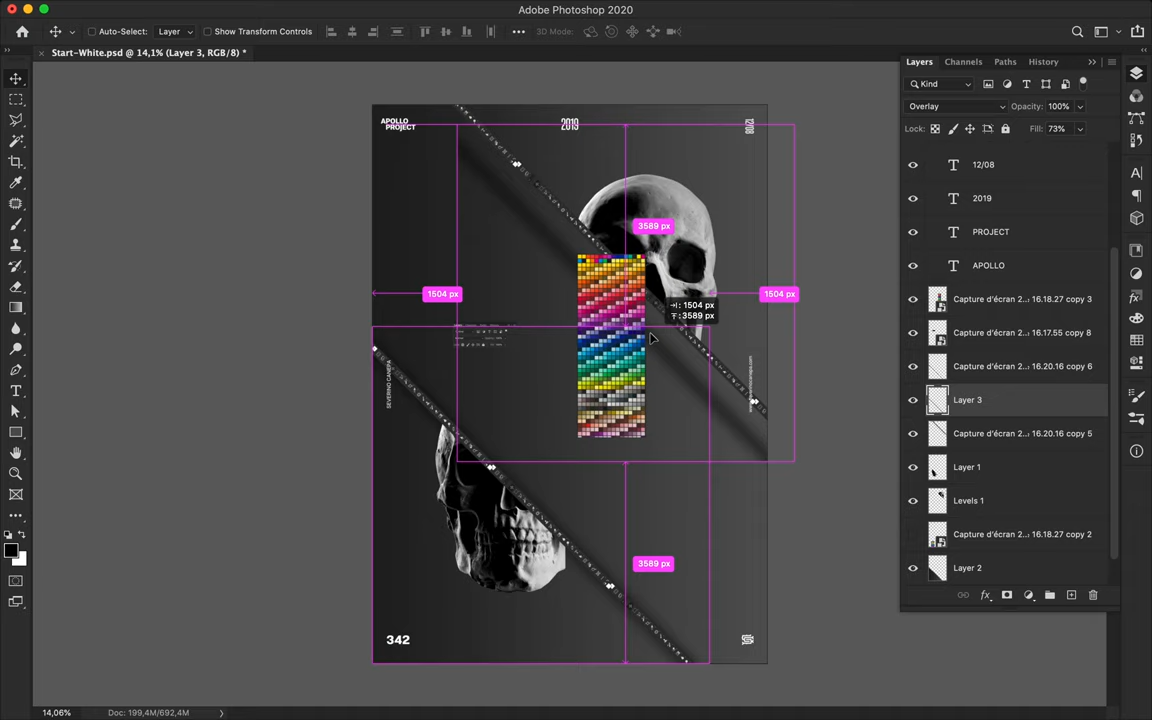 Adobe Photoshop 2020
Auto-Select: Layer Show Transform Controls 3D Mode:
Start-White.psd @ 14,1% (Layer 3, RGB/8) *
Layers Channels Paths History
Kind
Overlay Opacity: 100%
Lock: Fill: 73%
12/08
2019
PROJECT
APOLLO
Capture d'écran 2...: 16.18.27 copy 3
Capture d'écran 2...: 16.17.55 copy 8
Capture d'écran 2...: 16.20.16 copy 6
Layer 3
Capture d'écran 2...: 16.20.16 copy 5
Layer 1
Levels 1
Capture d'écran 2...: 16.18.27 copy 2
Layer 2
APOLLO
PROJECT
2019
12/08
3589 px
1504 px
1504 px
: 1504 px
: 3589 px
SEVERINO CANEPA
3589 px
342
14,06% Doc: 199,4M/692,4M